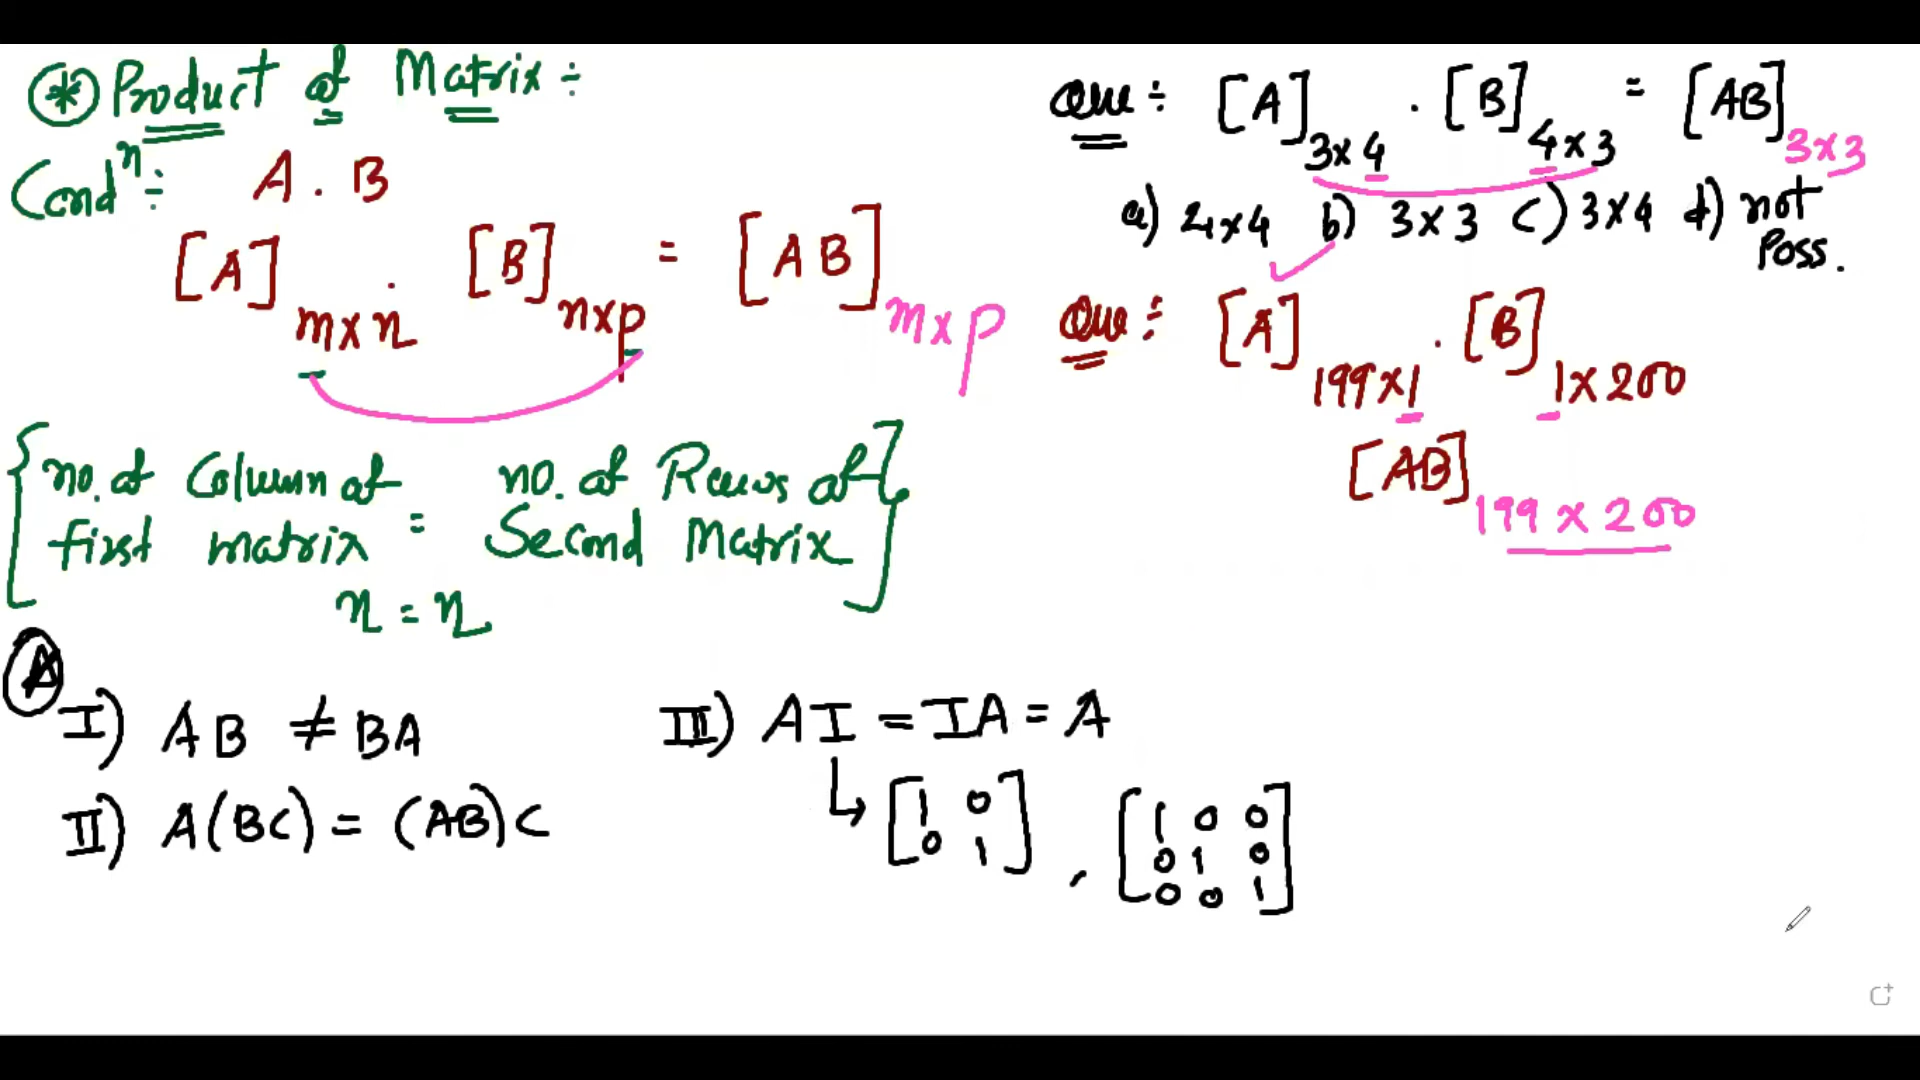 * Product of Matrix ÷
Condⁿ ÷ A . B
[A] m×n . [B] n×p = [AB] m×p
{no. of Column of first matrix = no. of Rows of Second Matrix}
n = n
A
I) AB ≠ BA
II) A(BC) = (AB)C
III) AI = IA = A
↳ [1 0
0 1] , [1 0 0
0 1 0
0 0 1]
Que ÷ [A] 3×4 . [B] 4×3 = [AB] 3×3
a) 4×4 b) 3×3 c) 3×4 d) not
Poss.
Que ÷ [A] 199×1 . [B] 1×200
[AB] 199×200